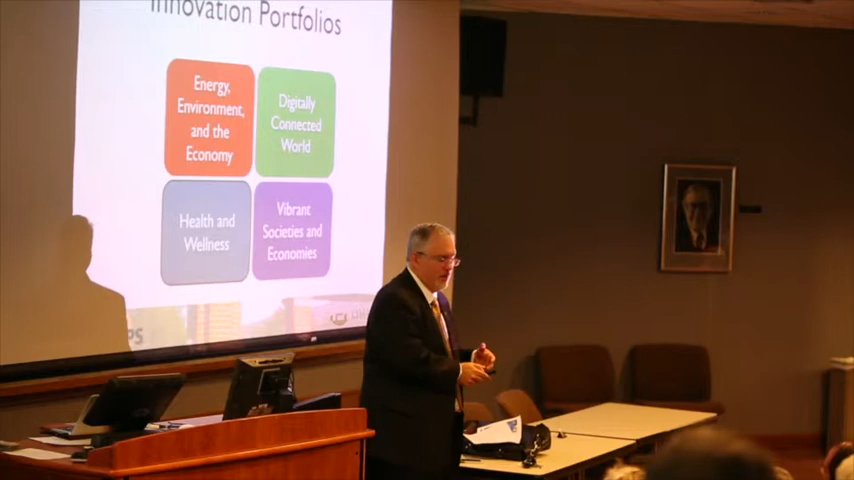 Innovation Portfolios
Energy,
Environment,
and the
Economy
Digitally
Connected
World
Health and
Wellness
Vibrant
Societies and
Economies